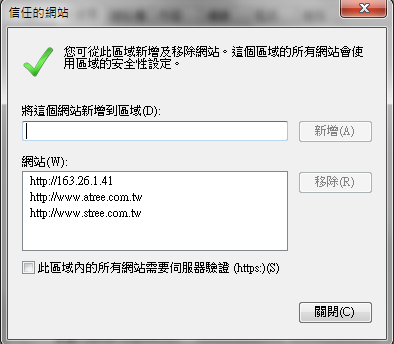 信任的網站
您可從此區域新增及移除網站。這個區域的所有網站會使
用區域的安全性設定。
將這個網站新增到區域(D):
新增(A)
網站(W):
http://163.26.1.41
http://www.atree.com.tw
http://www.stree.com.tw
移除(R)
此區域內的所有網站需要伺服器驗證 (https:)(S)
關閉(C)